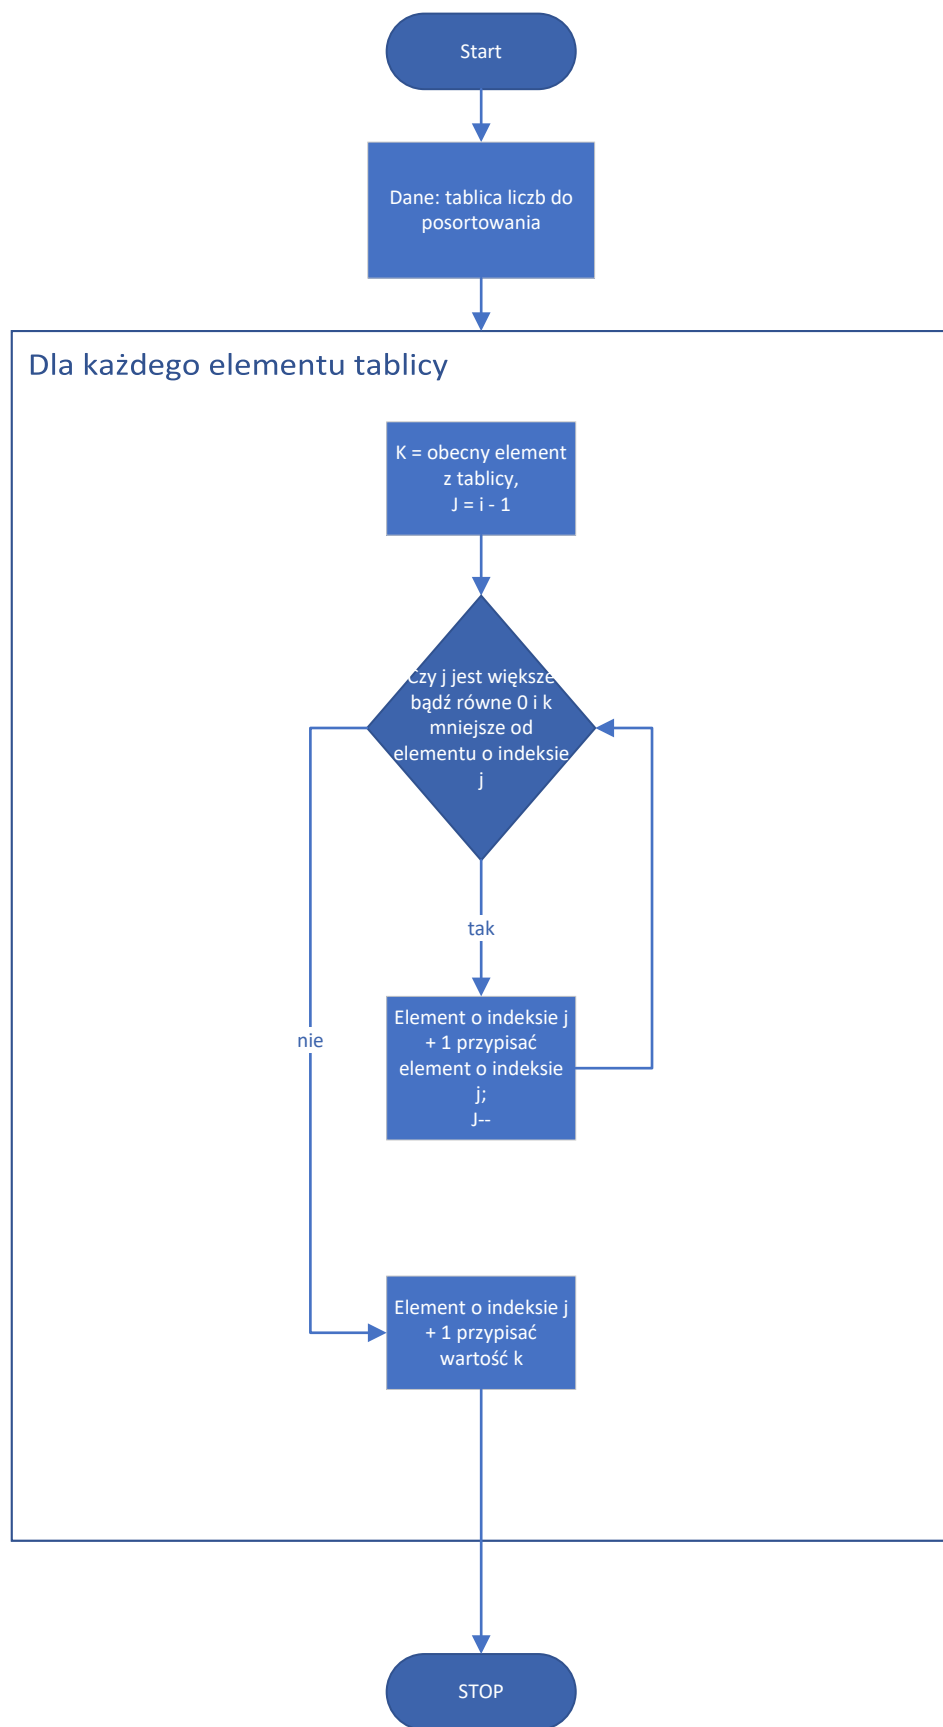 Start
Dane: tablica liczb do
posortowania
Dla każdego elementu tablicy
K = obecny element
z tablicy,
J = i - 1
Czy j jest większe
bądź równe 0 i k
mniejsze od
elementu o indeksie
j
tak
nie
Element o indeksie j
+ 1 przypisać
element o indeksie
j;
J--
Element o indeksie j
+ 1 przypisać
wartość k
STOP